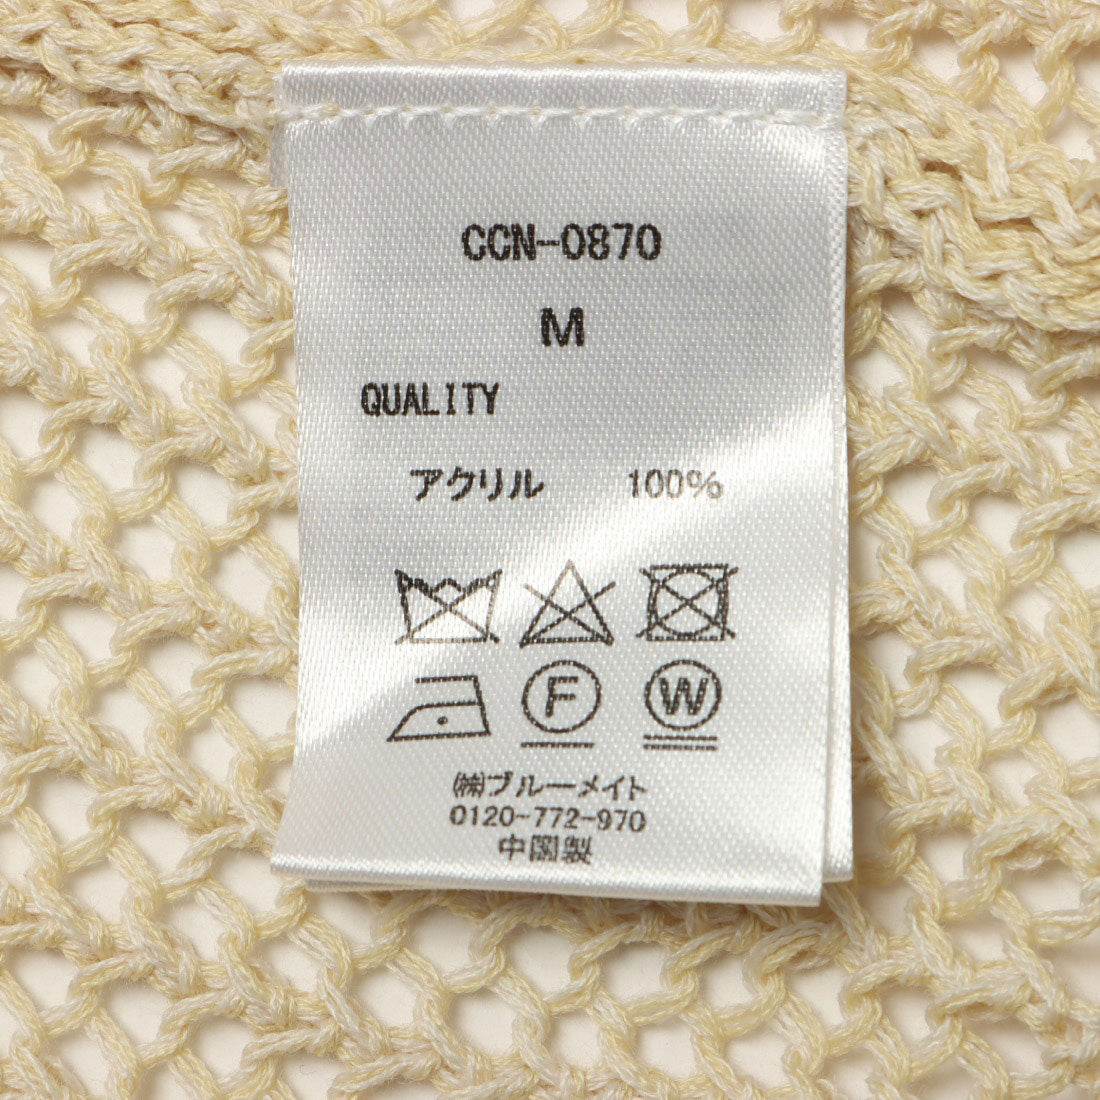 CCN-0870
M
QUALITY
アクリル 100%
F W
㈱ブルーメイト
0120-772-970
中国製